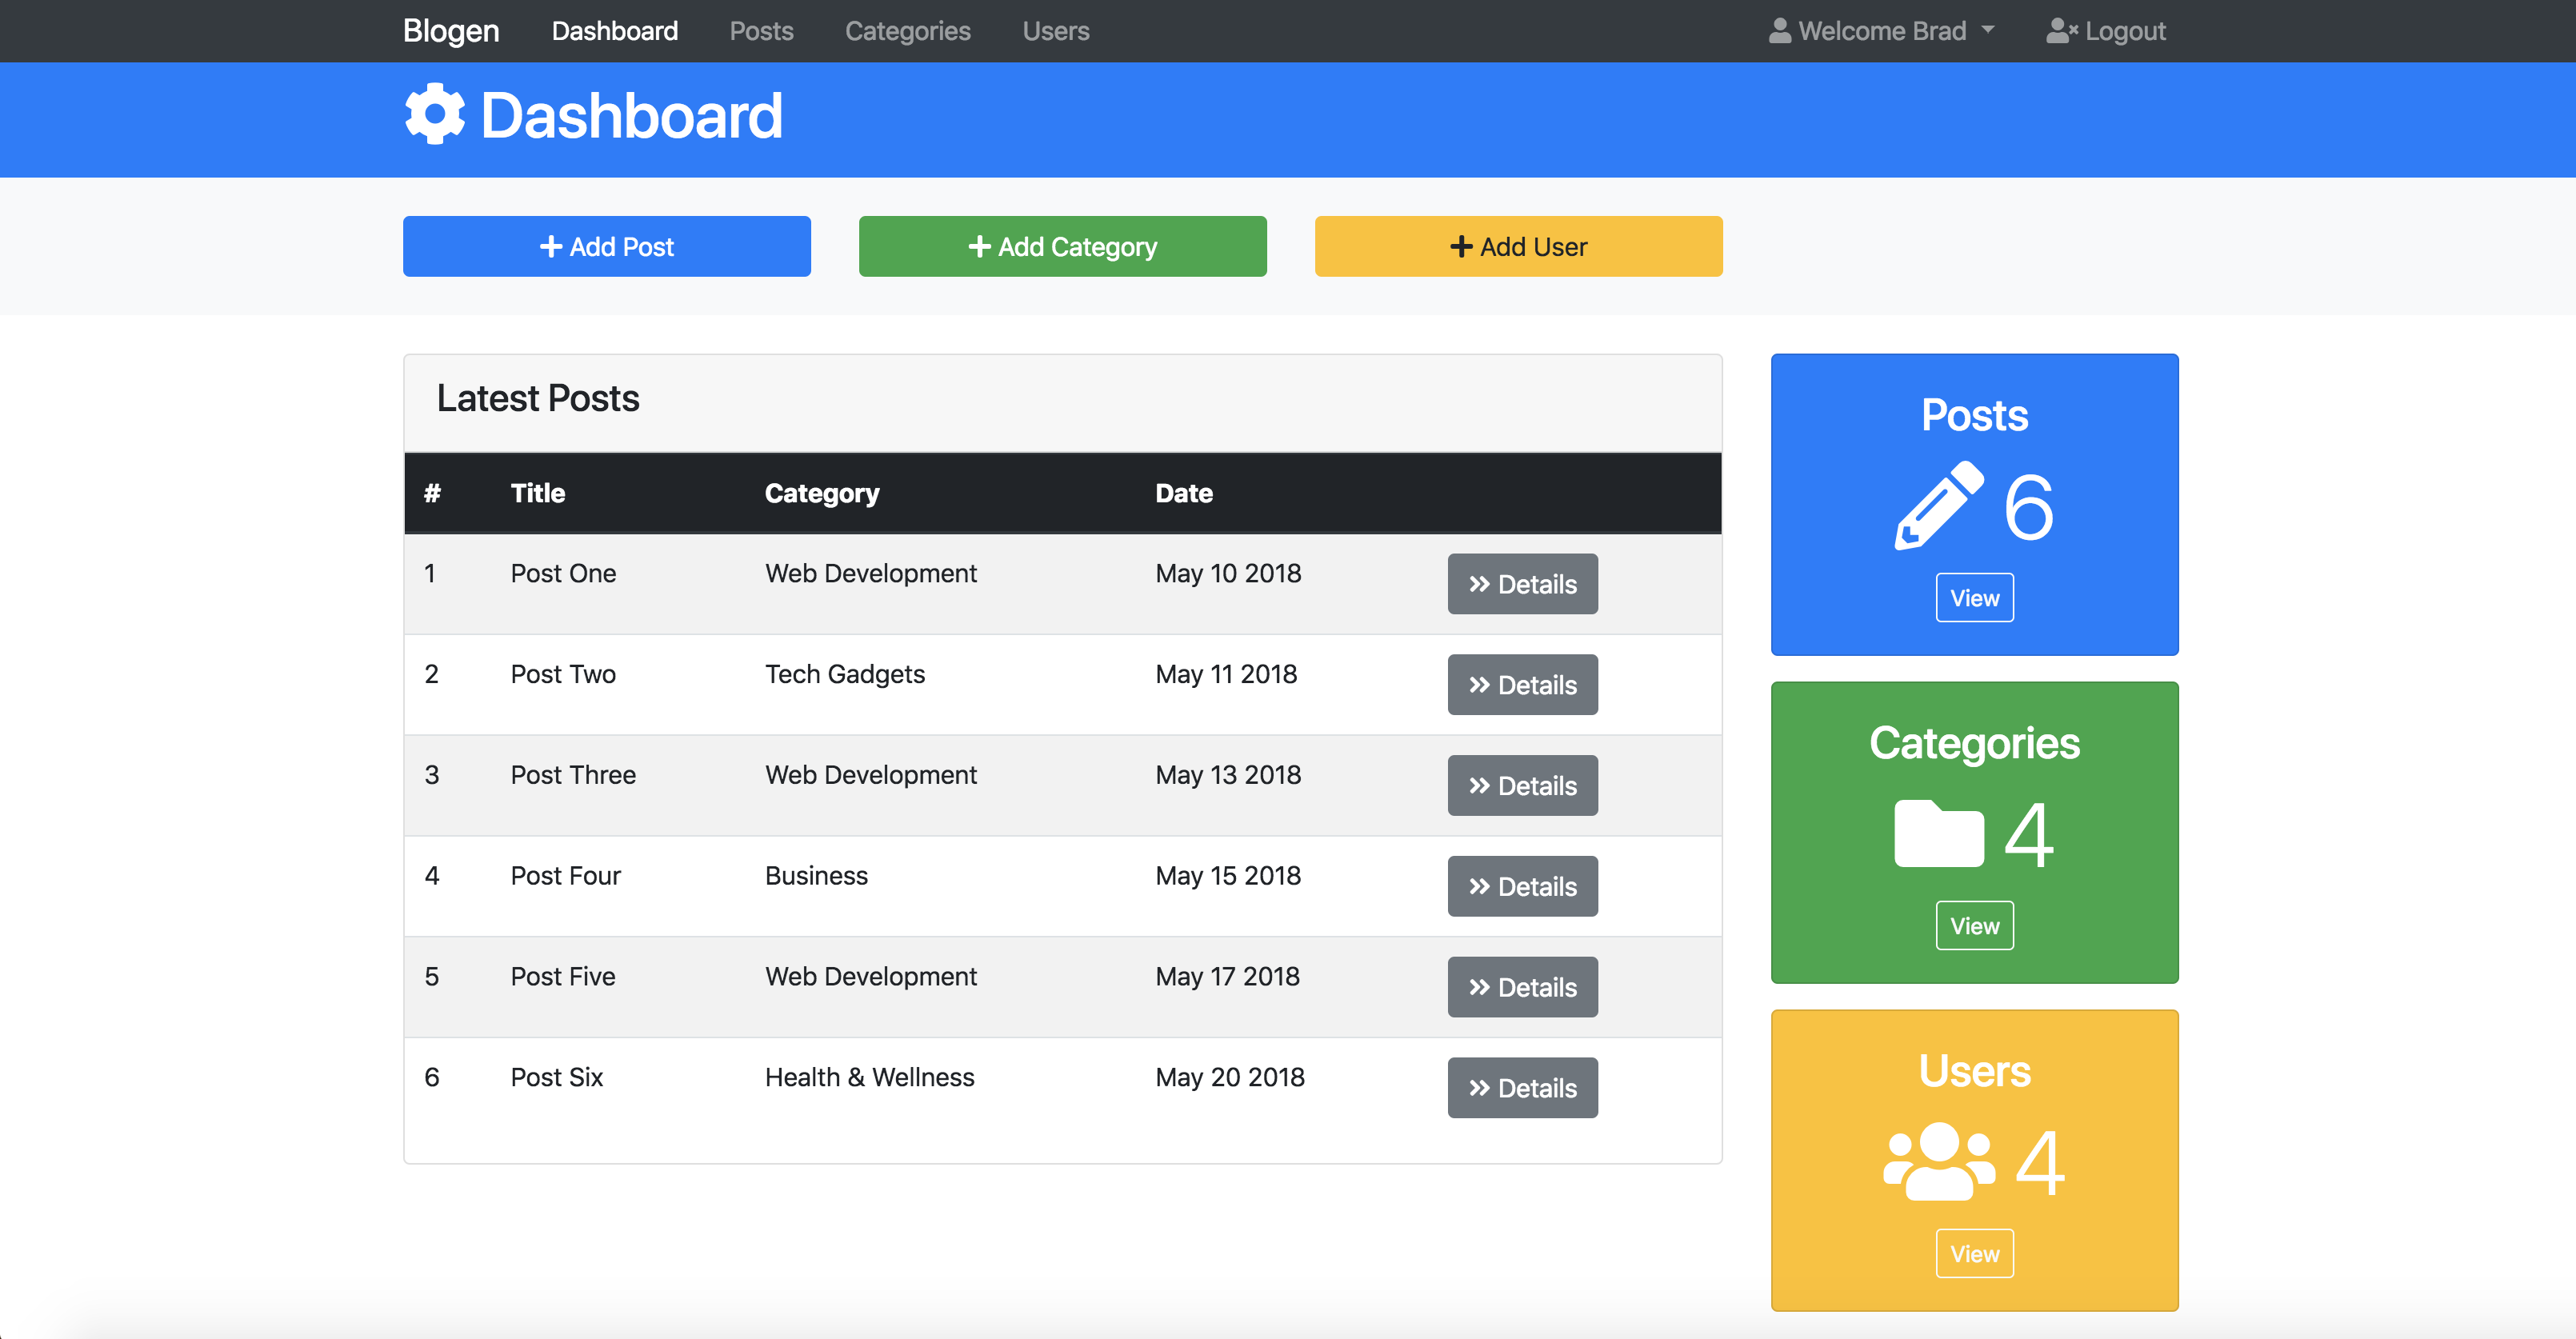 Blogen Dashboard Posts Categories Users Welcome Brad Logout
Dashboard
Add Post Add Category Add User
Latest Posts
# Title Category Date
1 Post One Web Development May 10 2018 Details
2 Post Two Tech Gadgets May 11 2018 Details
3 Post Three Web Development May 13 2018 Details
4 Post Four Business May 15 2018 Details
5 Post Five Web Development May 17 2018 Details
6 Post Six Health & Wellness May 20 2018 Details
Posts
6
View
Categories
4
View
Users
4
View